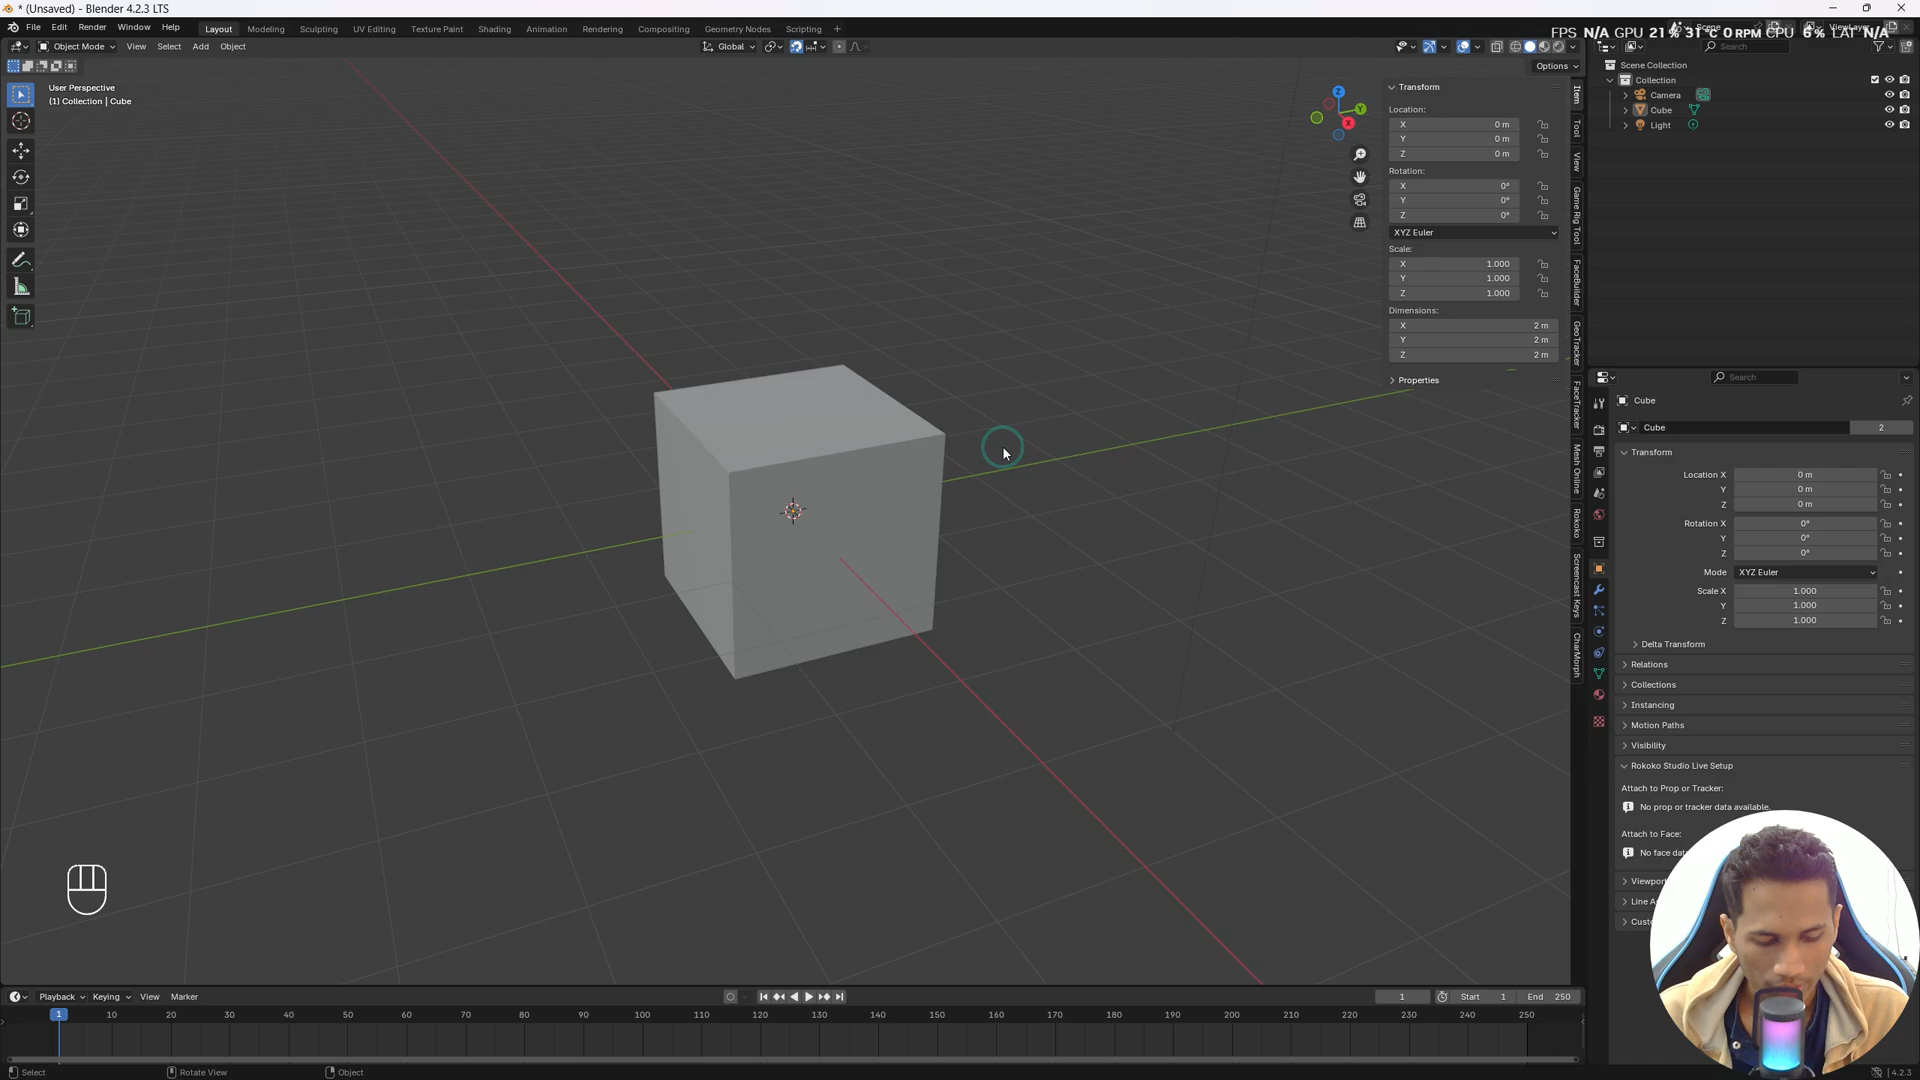 * (Unsaved) - Blender 4.2.3 LTS
File Edit Render Window Help
Layout Modeling Sculpting UV Editing Texture Paint Shading Animation Rendering Compositing Geometry Nodes Scripting +
Scene
ViewLayer
FPS N/A GPU 21 % 31 °C 0 RPM CPU 6 % LAT N/A
Object Mode View Select Add Object
Global
Options
User Perspective
(1) Collection | Cube
Z
Y
X
Transform
Location:
X 0 m
Y 0 m
Z 0 m
Rotation:
X 0°
Y 0°
Z 0°
XYZ Euler
Scale:
X 1.000
Y 1.000
Z 1.000
Dimensions:
X 2 m
Y 2 m
Z 2 m
Properties
Item
Tool
View
Game Rig Tool
FaceBuilder
GeoTracker
FaceTracker
Mesh Online
Rokoko
Screencast Keys
CharMorph
Search
Scene Collection
Collection
Camera
Cube
Light
Search
Cube
Cube 2
Transform
Location X 0 m
Y 0 m
Z 0 m
Rotation X 0°
Y 0°
Z 0°
Mode XYZ Euler
Scale X 1.000
Y 1.000
Z 1.000
Delta Transform
Relations
Collections
Instancing
Motion Paths
Visibility
Rokoko Studio Live Setup
Attach to Prop or Tracker:
No prop or tracker data available.
Attach to Face:
No face
Playback Keying View Marker
1 Start 1 End 250
1 10 20 30 40 50 60 70 80 90 100 110 120 130 140 150 160 170 180 190 200 210 220 230 240 250
Select Rotate View Object
4.2.3